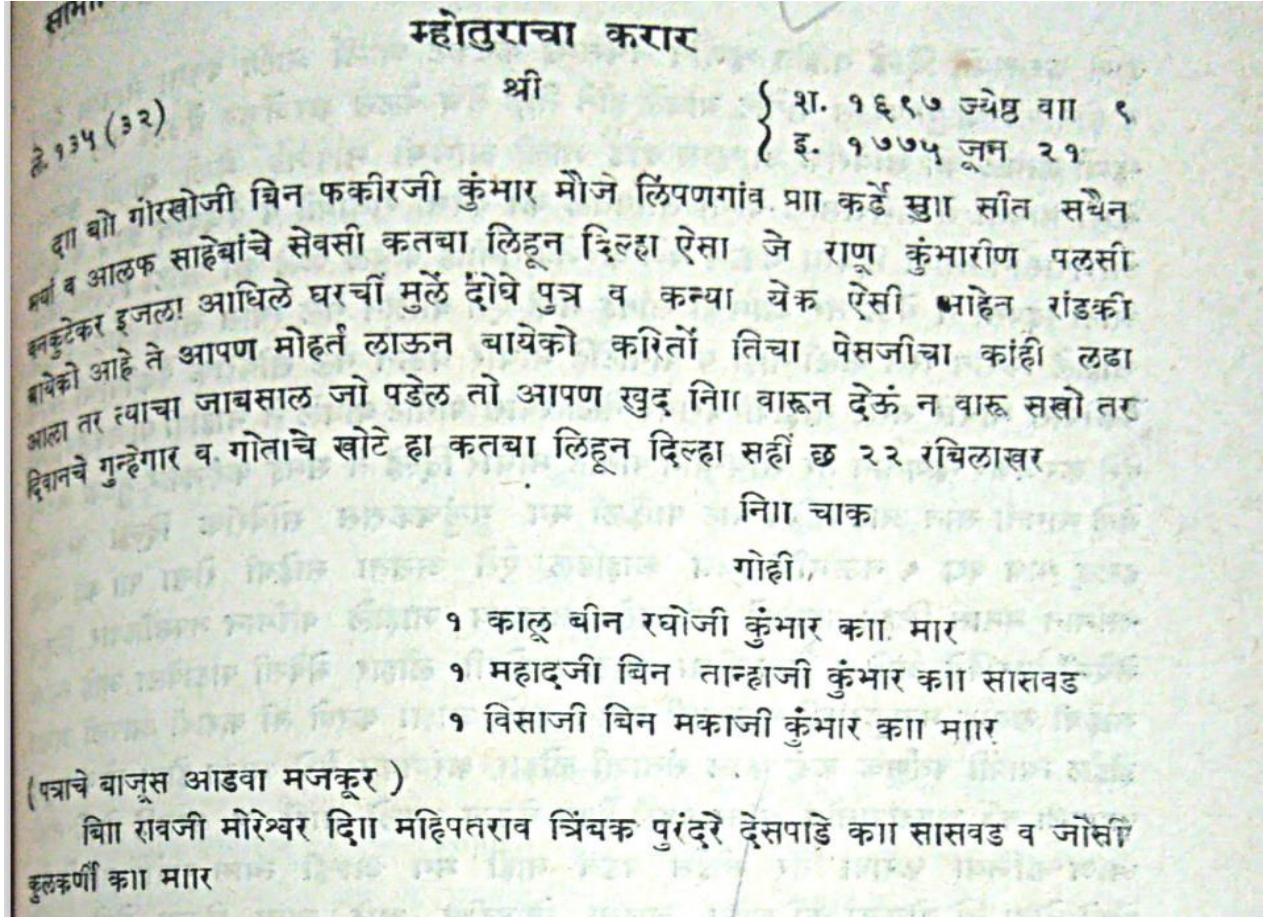 म्होतुराचा करार
श्री
ले. १३५ (३२)
श. १६९७ ज्येष्ठ वाा ९
इ. १७७५ जून २१
दाा बाो गोरखोजी बिन फकीरजी कुंभार मौजे लिंपणगांव प्राा कर्डे सुाा सीत सबैन
मयां व आलफ साहेबांचे सेवसी कतबा लिहून दिल्हा ऐसा जे राणू कुंभारीण पलसी
बनकुटेकर इजला आधिले घरचीं मुलें दोघे पुत्र व कन्या येक ऐसी आहेत रांडकी
बायेको आहे ते आपण मोहर्त लाऊन बायेको करितों तिचा पेसजीचा कांही लढा
आला तर त्याचा जाबसाल जो पडेल तो आपण खुद निाा वारून देऊं न वारू सखो तर
दिवानचे गुन्हेगार व गोताचे खोटे हा कतबा लिहून दिल्हा सहीं छ २२ रबिलाखर
निाा चाक
गोही
१ कालू बीन रघोजी कुंभार काा मार
१ महादजी बिन तान्हाजी कुंभार काा सासवड
१ विसाजी बिन मकाजी कुंभार काा माार
(पत्राचे बाजूस आडवा मजकूर)
बिाा रावजी मोरेश्वर दिाा महिपतराव त्रिंबक पुरंदरे देसपाडे काा सासवड व जोसी
कुलकर्णी काा माार